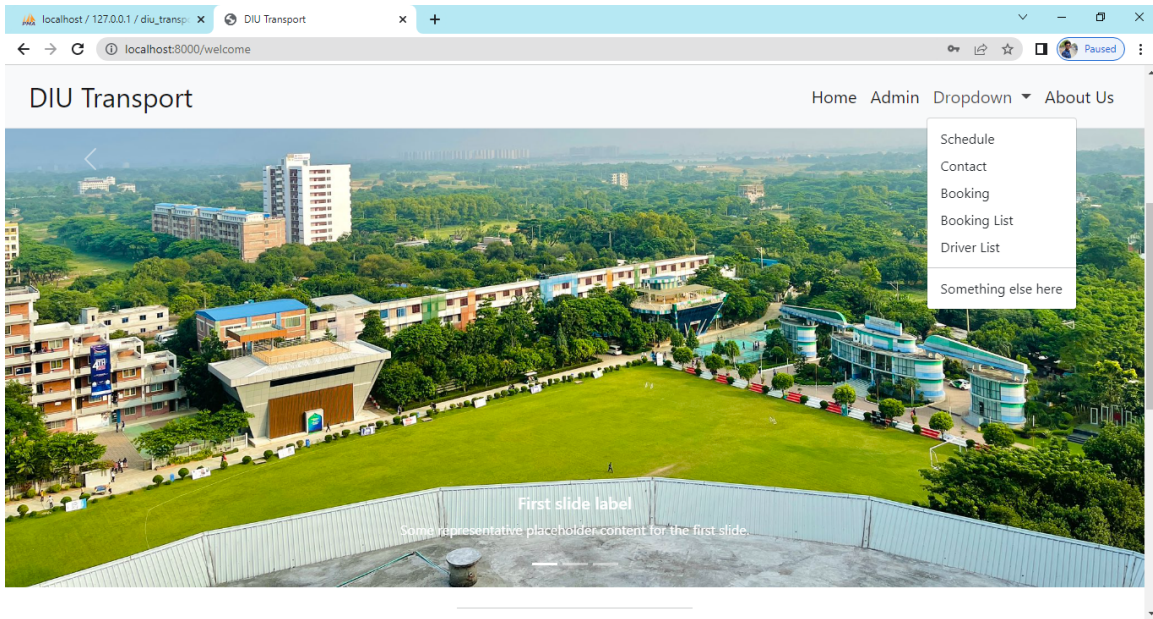 localhost / 127.0.0.1 / diu_transp
DIU Transport
localhost:8000/welcome
Paused
DIU Transport
Home Admin Dropdown About Us
Schedule
Contact
Booking
Booking List
Driver List
Something else here
DIU
4TH
First slide label
Some representative placeholder content for the first slide.